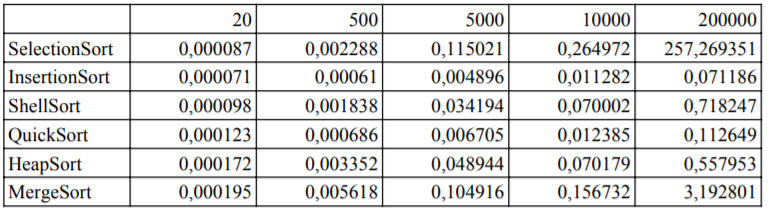 20 500 5000 10000 200000
SelectionSort 0,000087 0,002288 0,115021 0,264972 257,269351
InsertionSort 0,000071 0,00061 0,004896 0,011282 0,071186
ShellSort 0,000098 0,001838 0,034194 0,070002 0,718247
QuickSort 0,000123 0,000686 0,006705 0,012385 0,112649
HeapSort 0,000172 0,003352 0,048944 0,070179 0,557953
MergeSort 0,000195 0,005618 0,104916 0,156732 3,192801